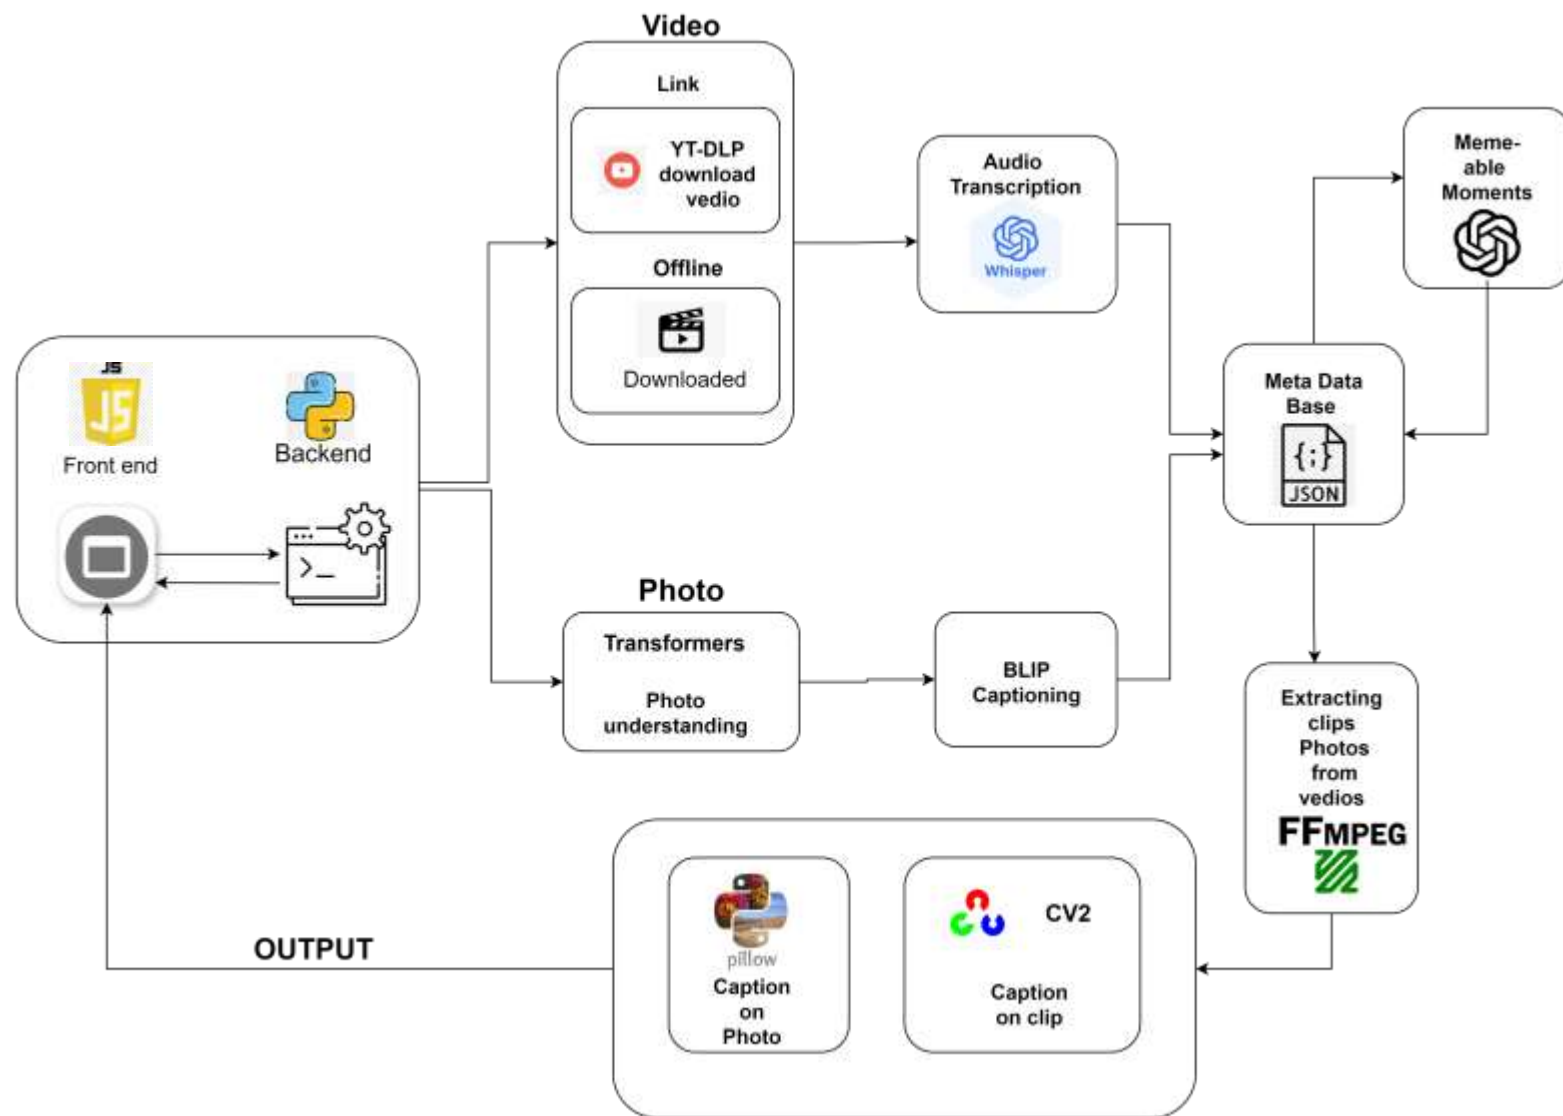 Video
Link
YT-DLP
download
vedio
Offline
Downloaded
Audio
Transcription
Whisper
Meme-
able
Moments
JS
JS
Front end
Backend
>_
Meta Data
Base
{;}
JSON
Photo
Transformers
Photo
understanding
BLIP
Captioning
Extracting
clips
Photos
from
vedios
FFMPEG
pillow
Caption
on
Photo
CV2
Caption
on clip
OUTPUT